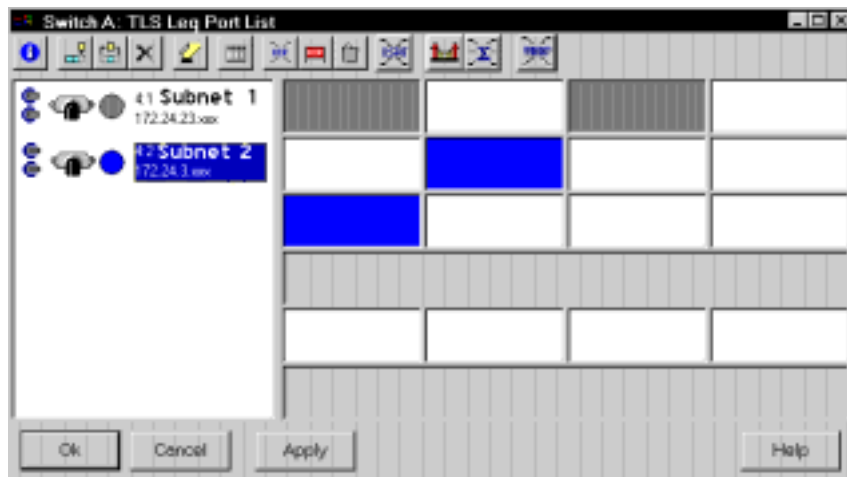 Switch A: TLS Leg Port List
4:1 Subnet 1
172.24.23.xxx
4:2 Subnet 2
172.24.3.xxx
Ok Cancel Apply Help